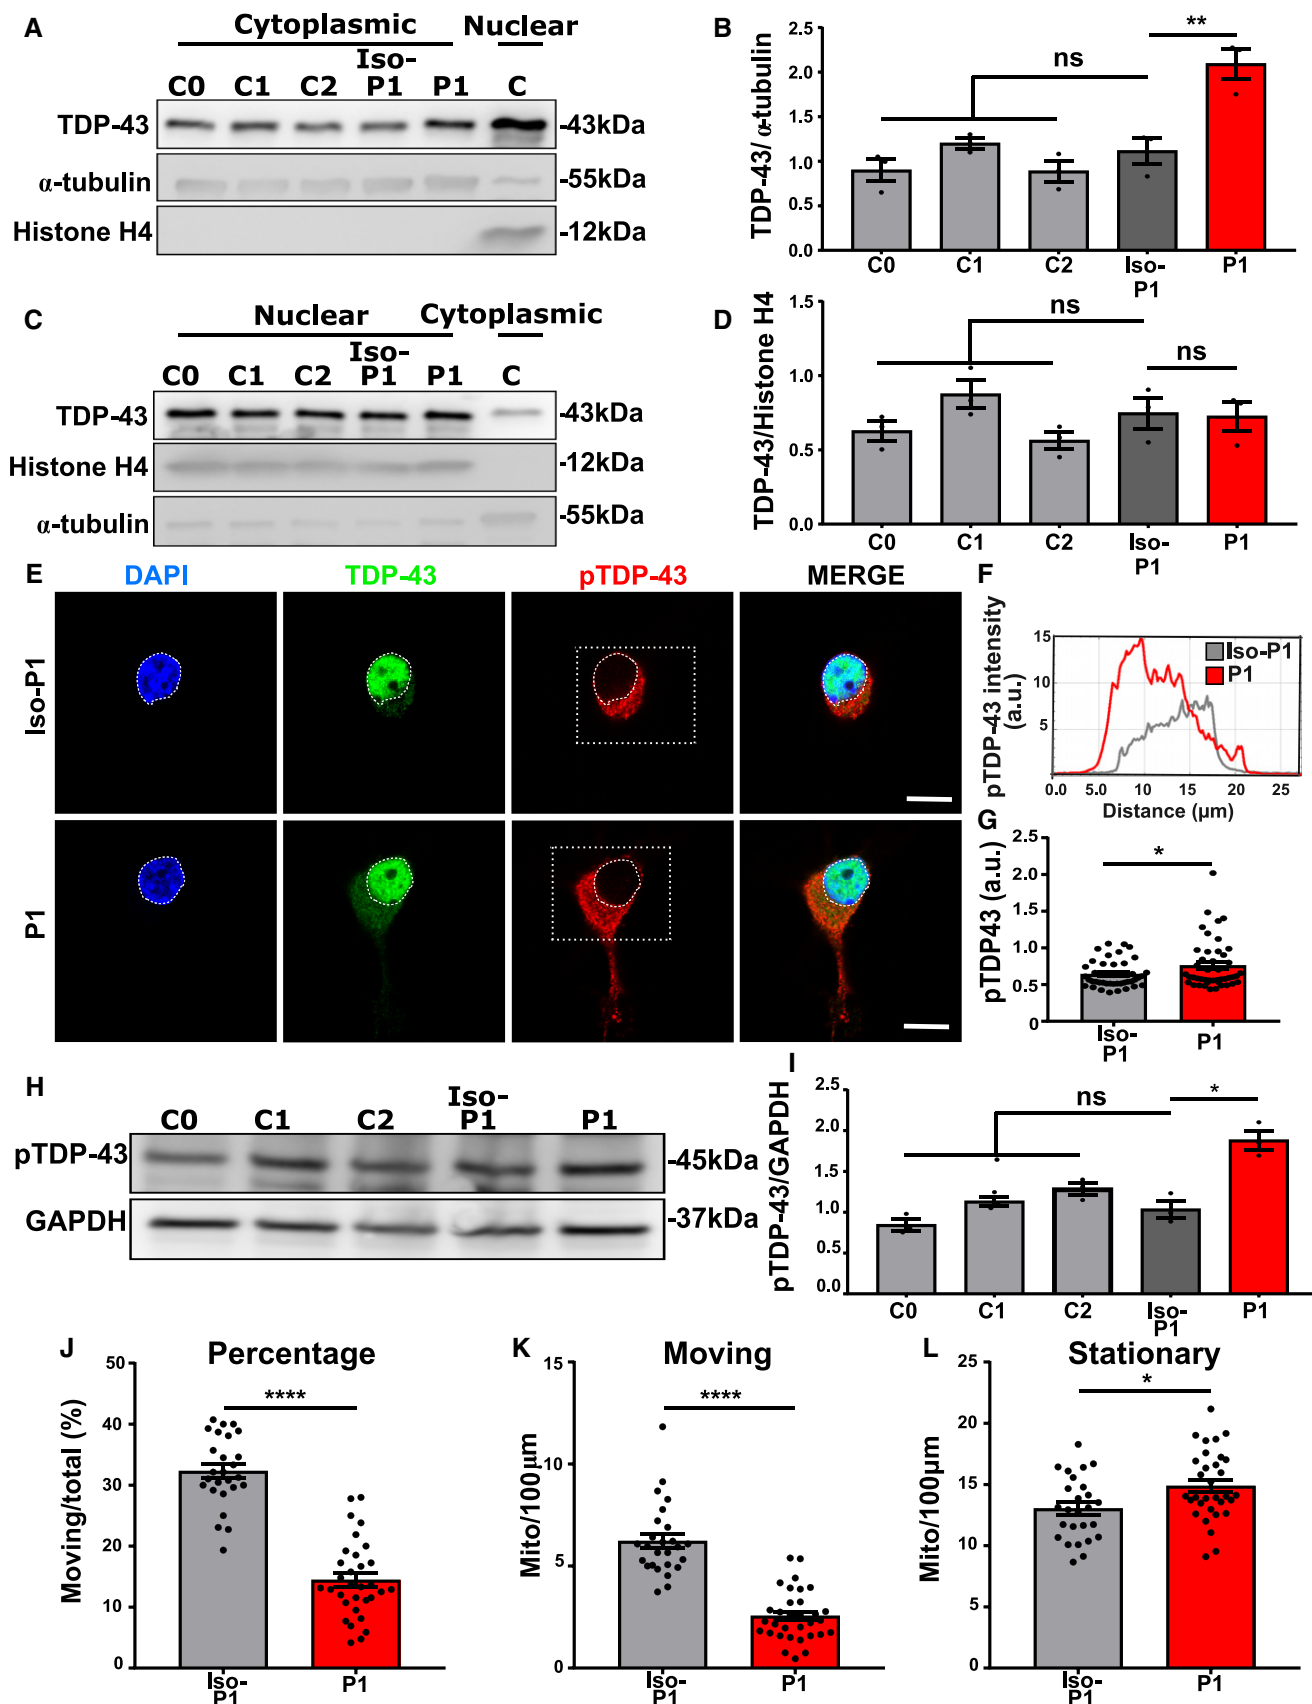 A
Cytoplasmic
Nuclear
C0 C1 C2 Iso-P1 P1 C
TDP-43
-43kDa
α-tubulin
-55kDa
Histone H4
-12kDa
B
TDP-43/α-tubulin
2.5
2.0
1.5
1.0
0.5
0.0
ns
**
C0 C1 C2 Iso-P1 P1
C
Nuclear
Cytoplasmic
C0 C1 C2 Iso-P1 P1 C
TDP-43
-43kDa
Histone H4
-12kDa
α-tubulin
-55kDa
D
TDP-43/Histone H4
1.5
1.0
0.5
0.0
ns
ns
C0 C1 C2 Iso-P1 P1
E
DAPI TDP-43 pTDP-43 MERGE
Iso-P1
P1
F
pTDP-43 intensity
(a.u.)
15
10
5
Iso-P1
P1
0.0 5.0 10 15 20 25
Distance (μm)
G
pTDP43 (a.u.)
2.5
2.0
1.5
1.0
0.5
0
*
Iso-P1 P1
H
C0 C1 C2 Iso-P1 P1
pTDP-43
-45kDa
GAPDH
-37kDa
I
pTDP-43/GAPDH
2.5
2.0
1.5
1.0
0.5
0.0
ns
*
C0 C1 C2 Iso-P1 P1
J
Percentage
Moving/total (%)
50
40
30
20
10
0
****
Iso-P1 P1
K
Moving
Mito/100μm
15
10
5
0
****
Iso-P1 P1
L
Stationary
Mito/100μm
25
20
15
10
5
0
*
Iso-P1 P1